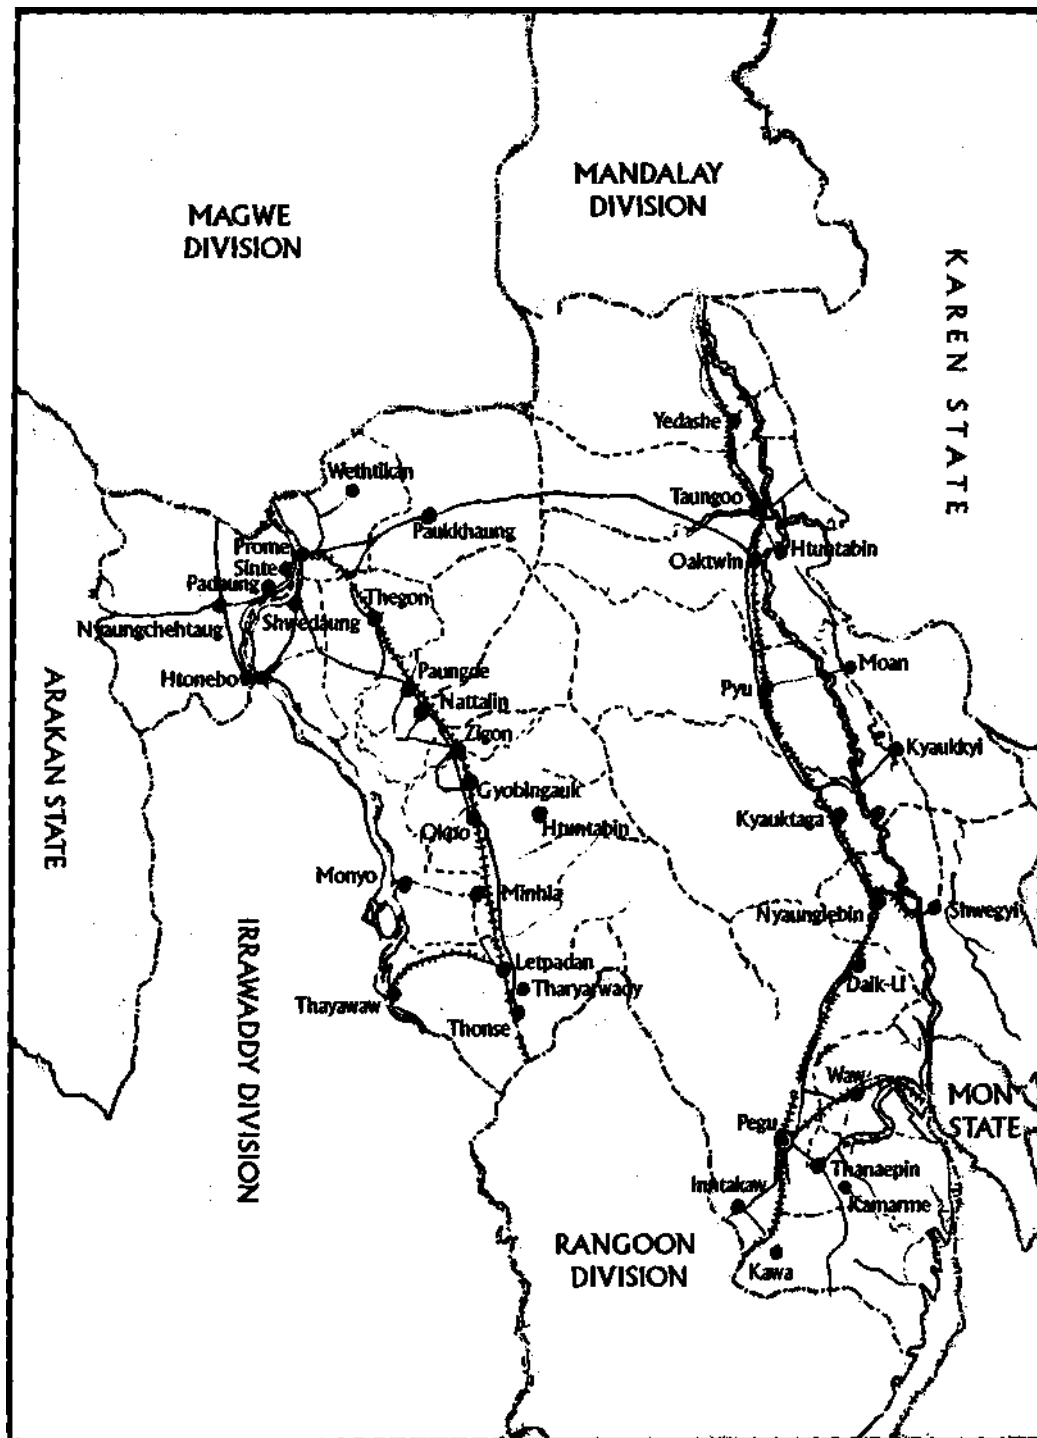 MANDALAY
DIVISION
MAGWE
DIVISION
KAREN STATE
Yedashe
Wethtikan
Taungoo
Paukkhaung
Prome
Htuntabin
Sinte
Oaktwin
Padaung
Thegon
Nyaungchehtaug
Shwedaung
Moan
Paungde
Htonebo
Pyu
Nattalin
ARAKAN STATE
Zigon
Kyaukkyi
Gyobingauk
Okpo
Htuntabin
Kyauktaga
Monyo
Minhla
Nyaunglebin
Shwegyi
IRRAWADDY DIVISION
Letpadan
Daik-U
Tharyarwady
Thayawaw
Thonse
Waw
MON
STATE
Pegu
Thanaepin
Inntakaw
Kamarme
RANGOON
DIVISION
Kawa